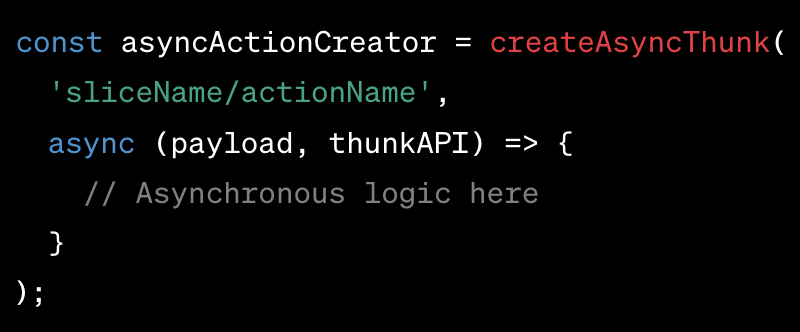 const asyncActionCreator = createAsyncThunk(
  'sliceName/actionName',
  async (payload, thunkAPI) => {
    // Asynchronous logic here
  }
);